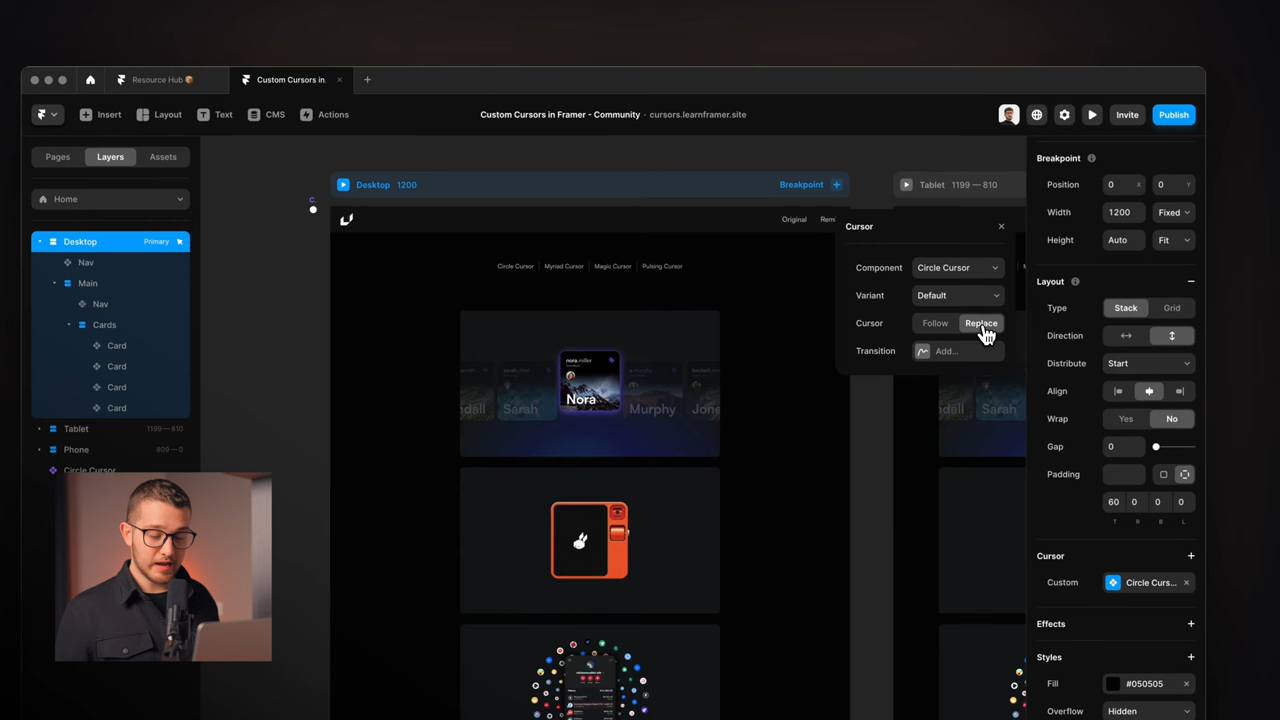 Resource Hub
Custom Cursors in.
Insert
Layout
Text
CMS
Actions
Custom Cursors in Framer - Community · cursors.learnframer.site
Invite
Publish
Pages
Layers
Assets
Home
Desktop
Primary
Nav
Main
Nav
Cards
Card
Card
Card
Card
Tablet
1199 — 810
Phone
809 — 0
Circle Cursor
C.
Desktop 1200
Breakpoint
Tablet 1199 — 810
Original
Circle Cursor
Myriad Cursor
Magic Cursor
Pulsing Cursor
nora.miller
Nora
Sarah
Murphy
Sarah
Cursor
Component
Circle Cursor
Variant
Default
Cursor
Follow
Replace
Transition
Add...
Breakpoint
Position
0 X
0 Y
Width
1200
Fixed
Height
Auto
Fit
Layout
Type
Stack
Grid
Direction
Distribute
Start
Align
Wrap
Yes
No
Gap
0
Padding
60 0 0 0
T R B L
Cursor
Custom
Circle Curs...
Effects
Styles
Fill
#050505
Overflow
Hidden